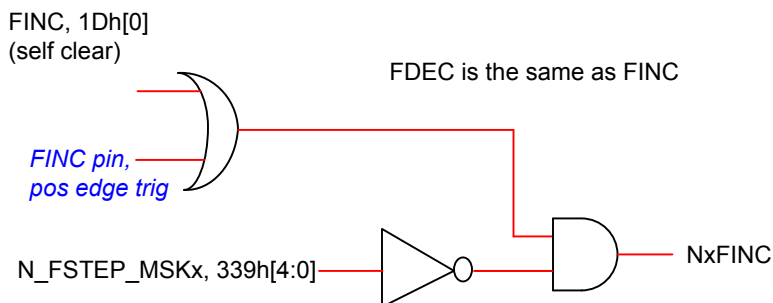 FINC, 1Dh[0]
(self clear)
FDEC is the same as FINC
FINC pin,
pos edge trig
N_FSTEP_MSKx, 339h[4:0]
NxFINC